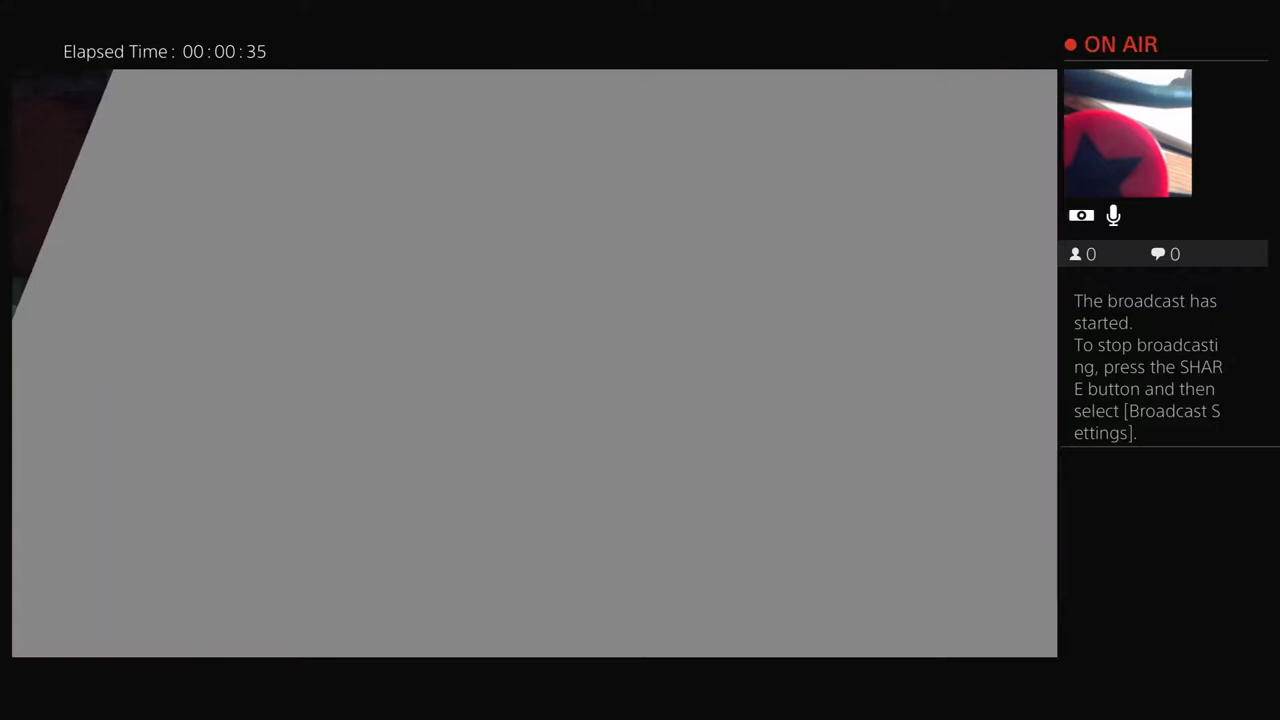 Elapsed Time: 00:00:35
ON AIR
0 0
The broadcast has
started.
To stop broadcasti
ng, press the SHAR
E button and then
select [Broadcast S
ettings].